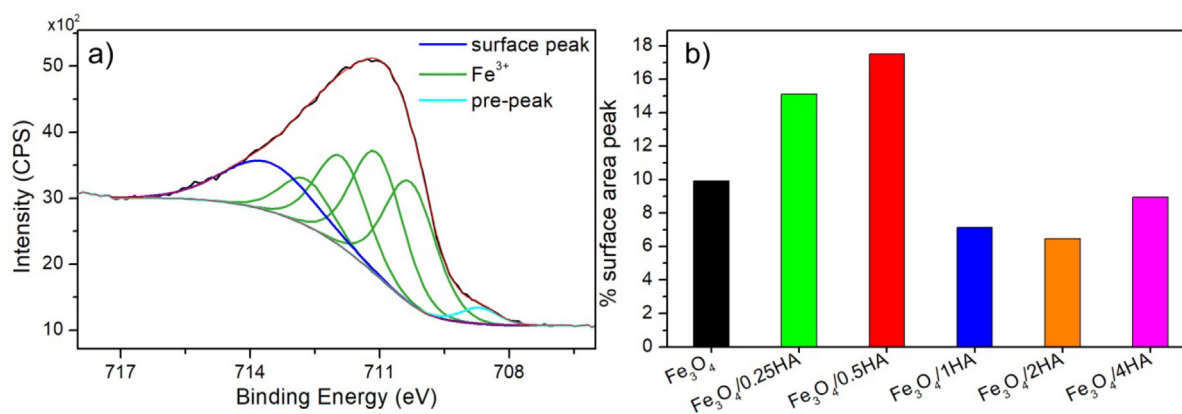 x10²
a)
surface peak
Fe³⁺
pre-peak
50
40
30
20
10
Intensity (CPS)
717
714
711
708
Binding Energy (eV)
b)
% surface area peak
18
16
14
12
10
8
6
4
2
0
Fe₃O₄
Fe₃O₄/0.25HA
Fe₃O₄/0.5HA
Fe₃O₄/1HA
Fe₃O₄/2HA
Fe₃O₄/4HA